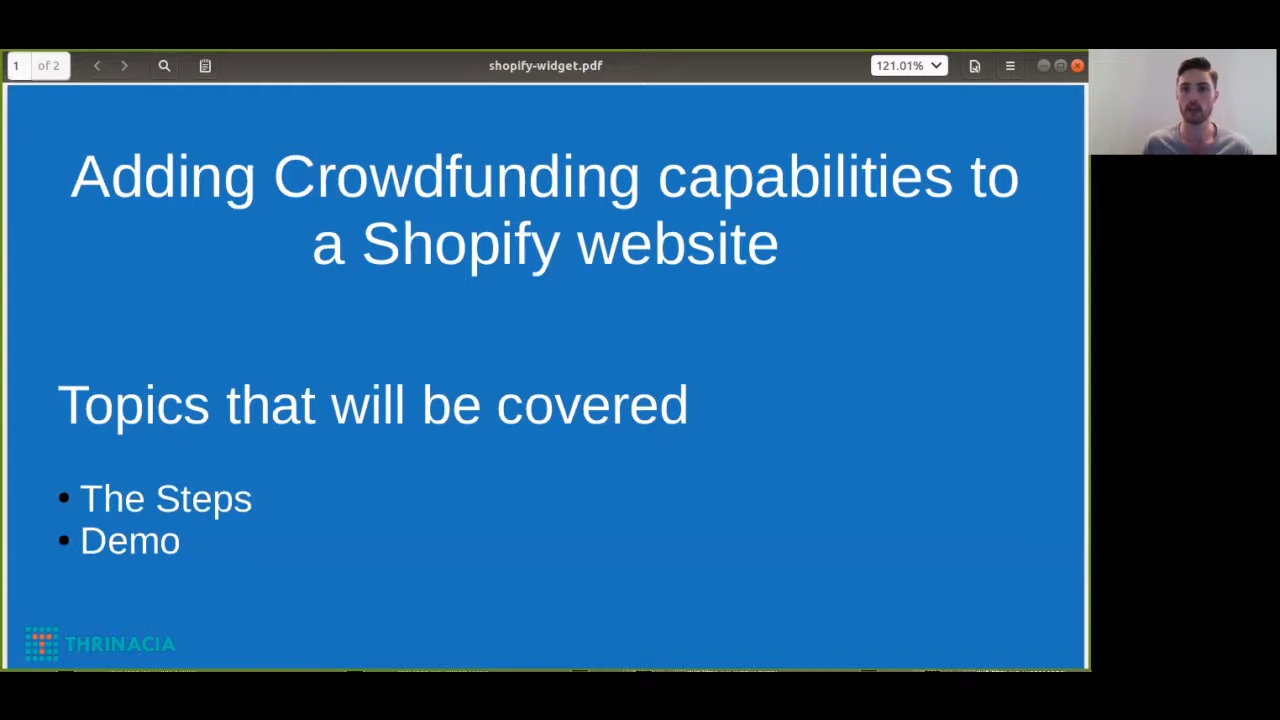 1 of 2
shopify-widget.pdf
121.01%
Adding Crowdfunding capabilities to
a Shopify website
Topics that will be covered
• The Steps
• Demo
THRINACIA